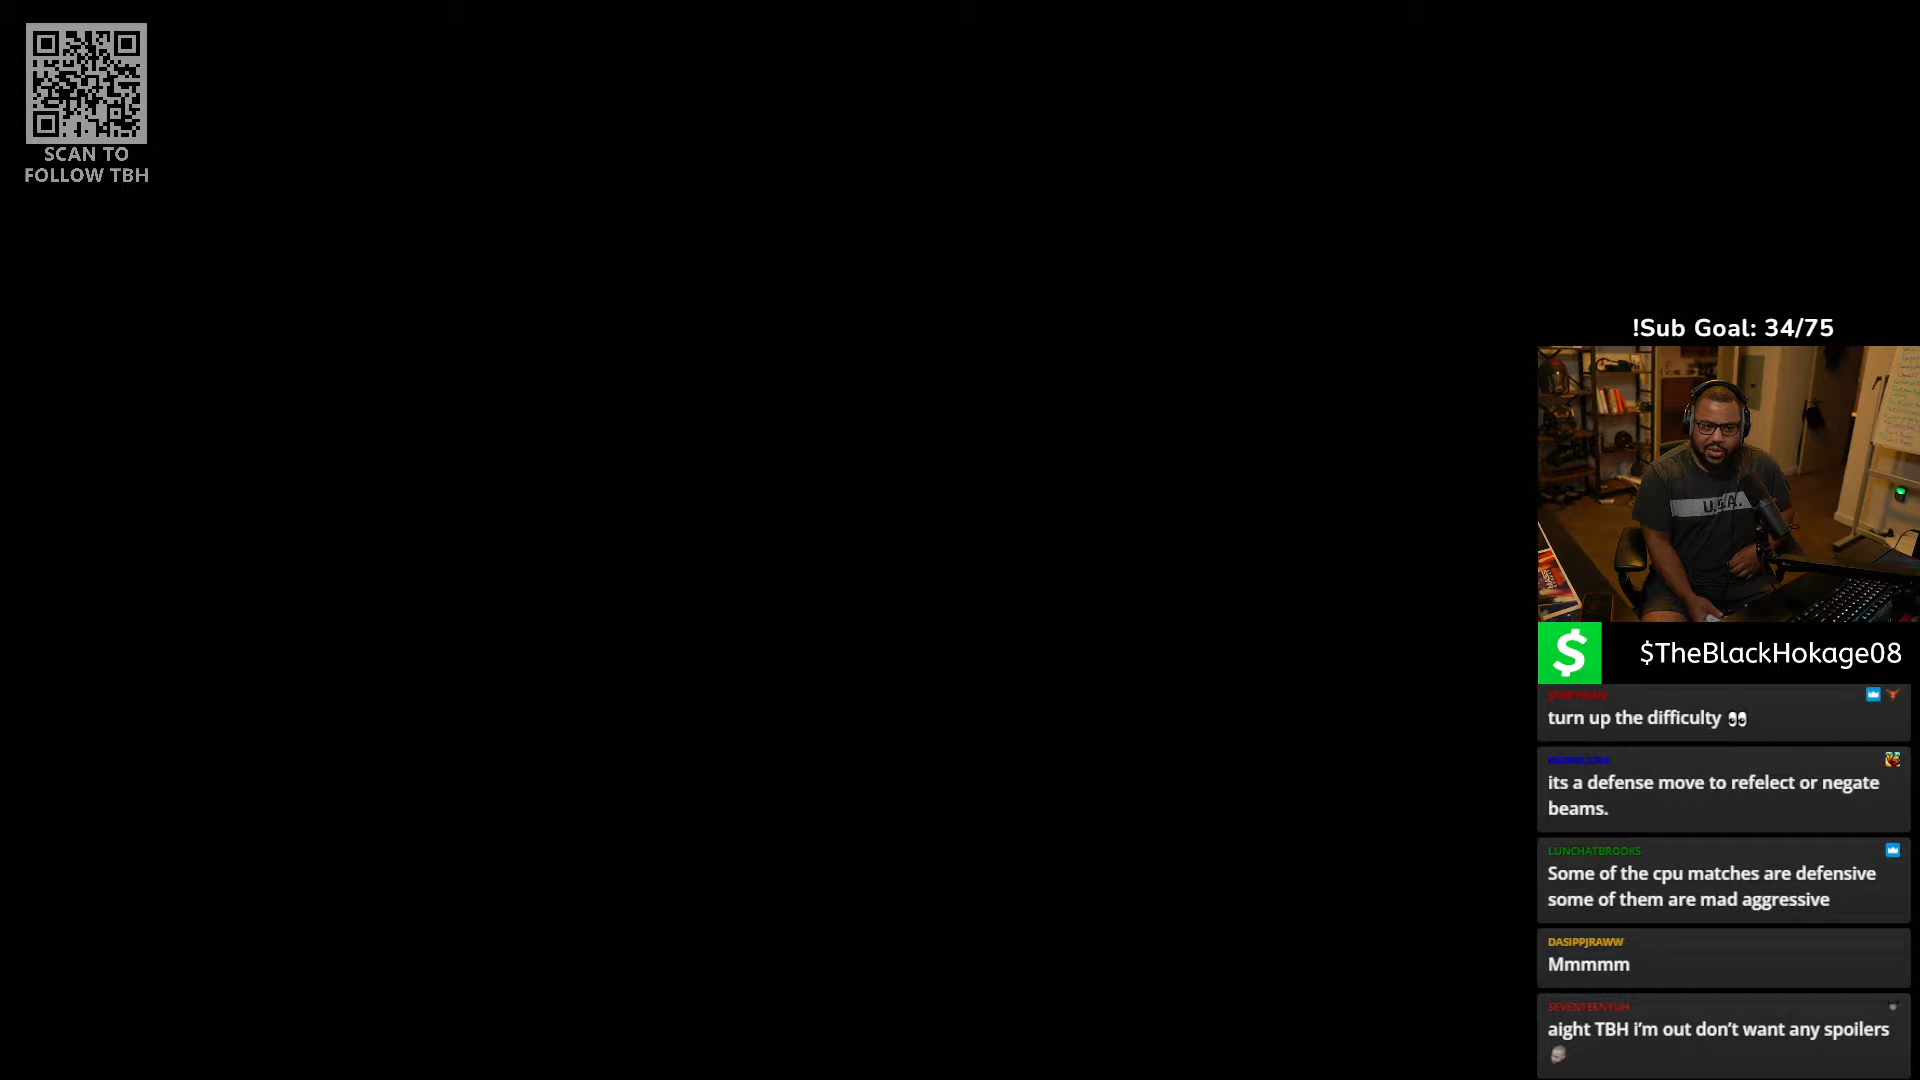 SCAN TO
FOLLOW TBH
!Sub Goal: 34/75
U.S.A.
$
$TheBlackHokage08
turn up the difficulty 👀
its a defense move to refelect or negate
beams.
LUNCHATBROOKS
Some of the cpu matches are defensive
some of them are mad aggressive
DASIPPJRAWW
Mmmmm
SEVENTEENYUH
aight TBH i'm out don't want any spoilers